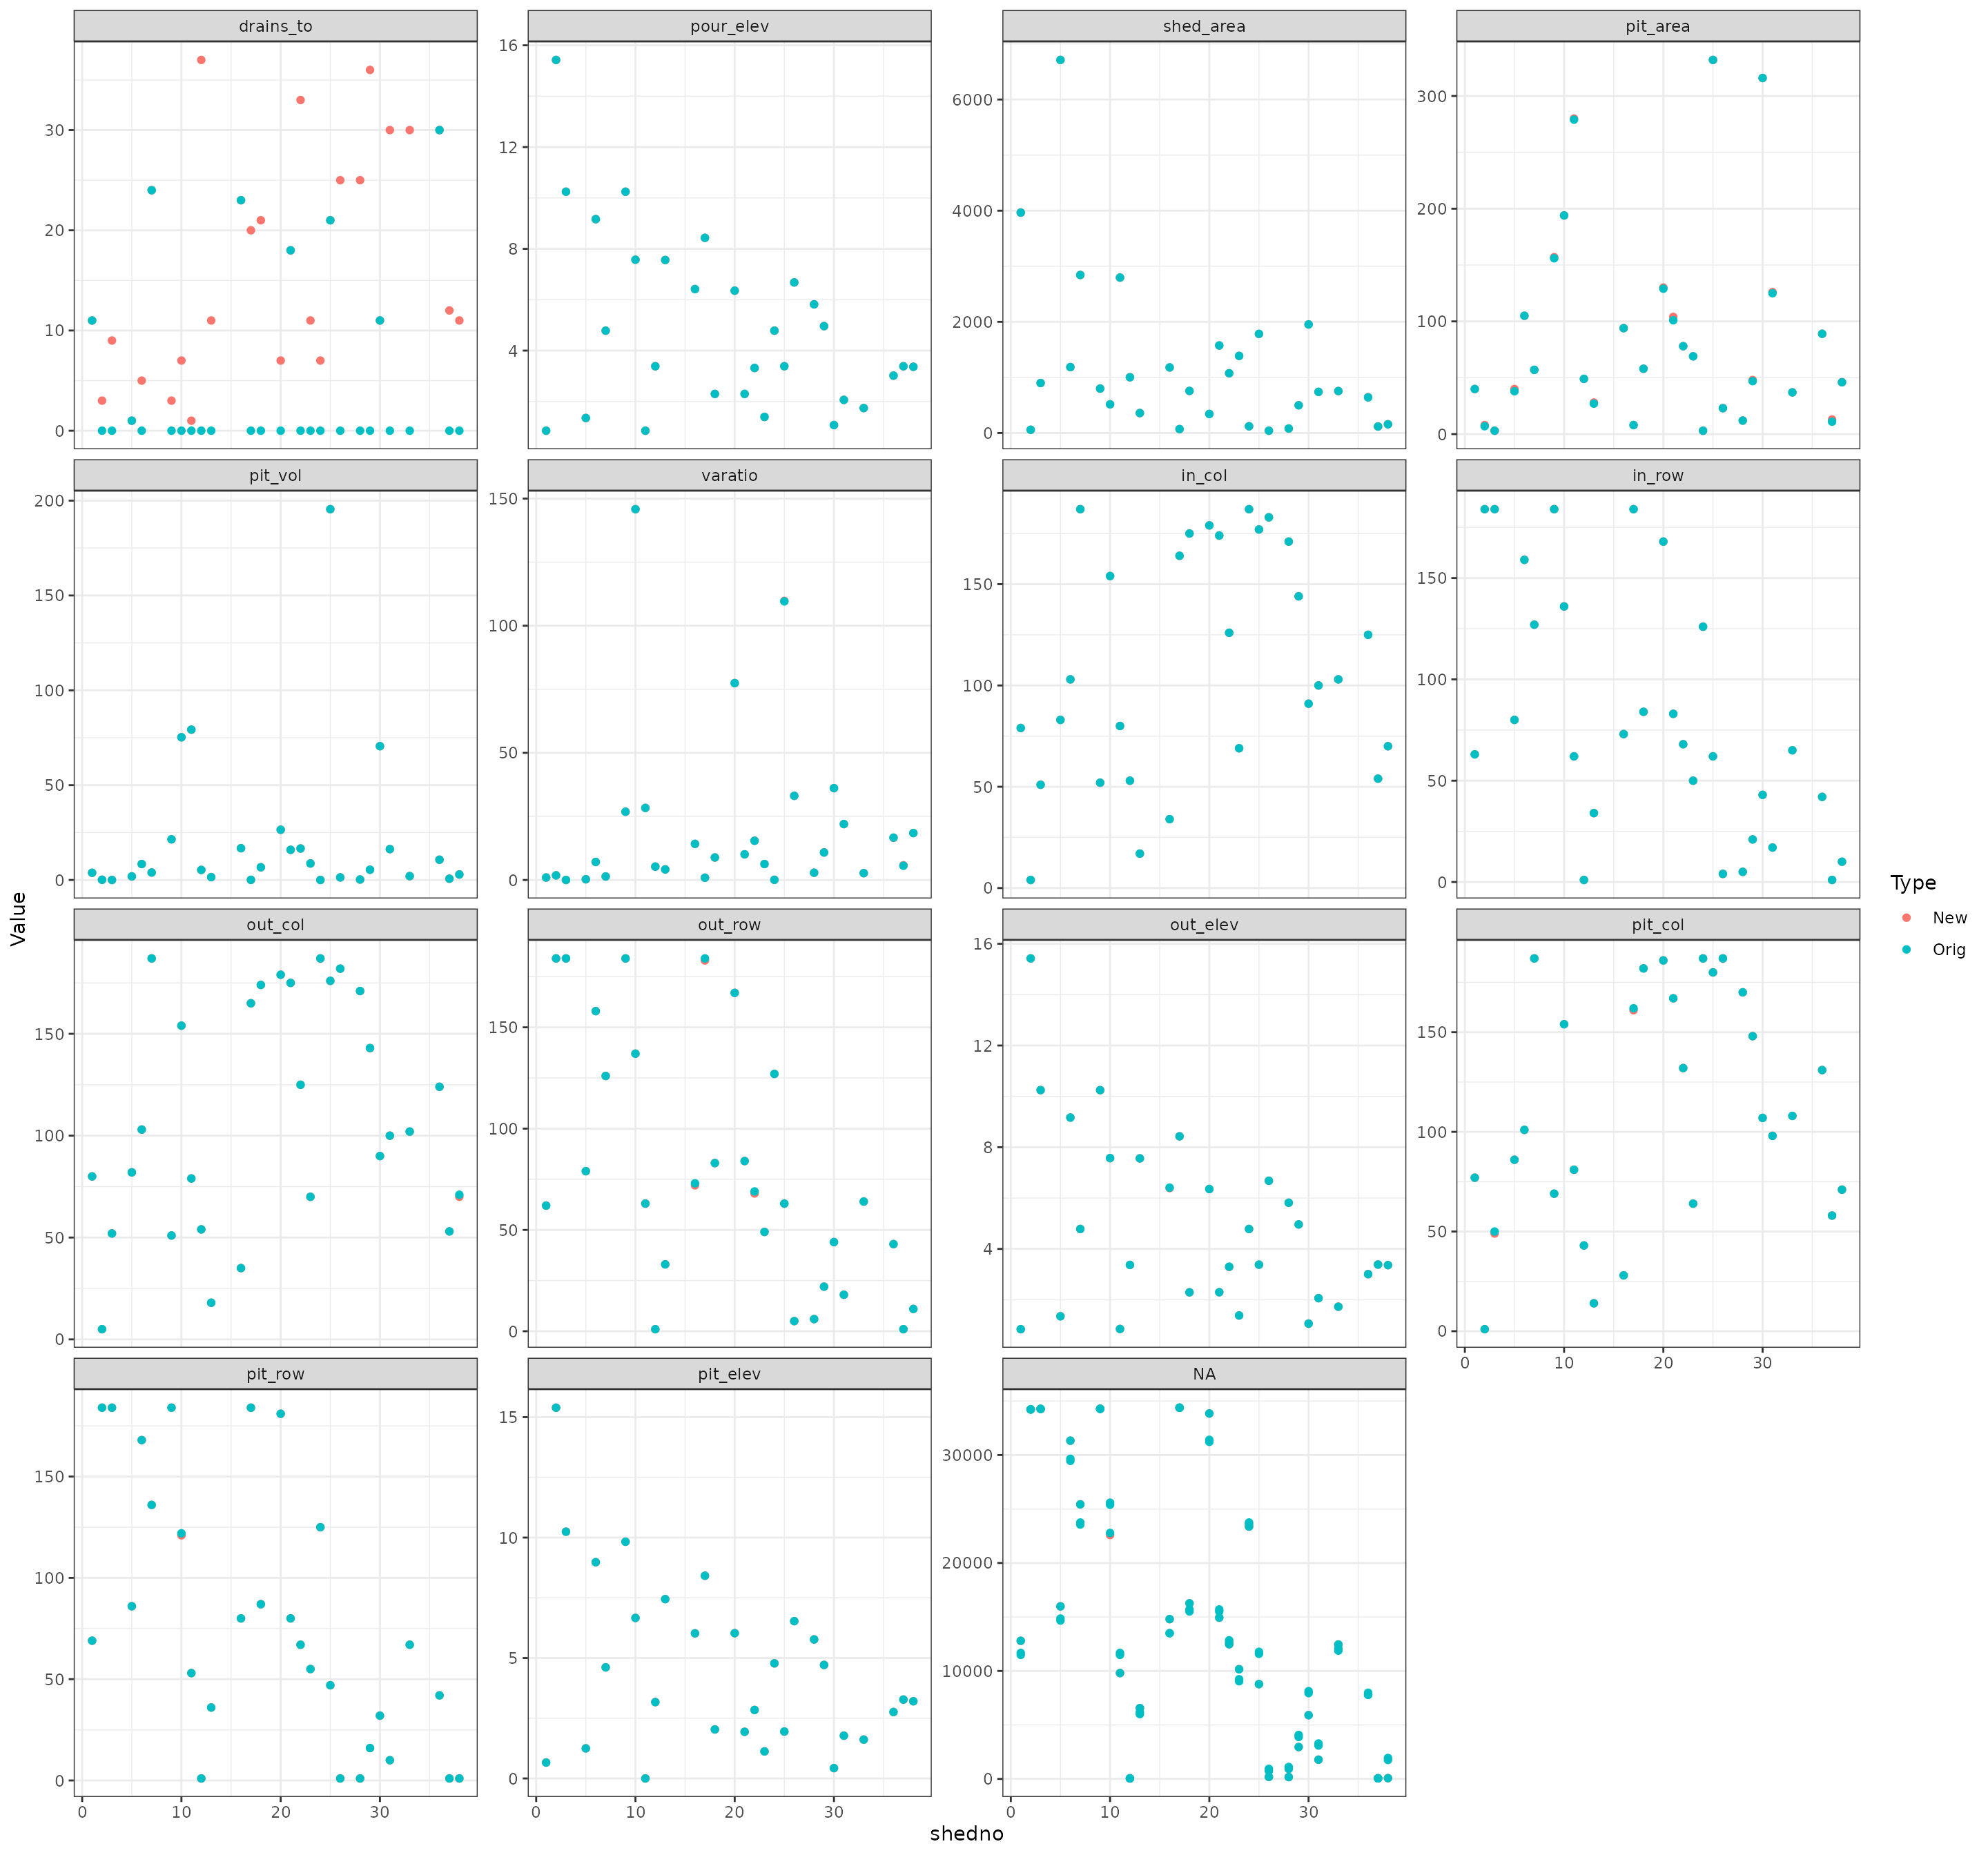 drains_to pour_elev shed_area pit_area
0 10 20 30
4 8 12 16
0 2000 4000 6000
0 100 200 300
pit_vol varatio in_col in_row
0 50 100 150 200
0 50 100 150
0 50 100 150
0 50 100 150
out_col out_row out_elev pit_col
0 50 100 150
0 50 100 150
4 8 12 16
0 50 100 150
0 10 20 30
pit_row pit_elev NA
0 50 100 150
0 5 10 15
0 10000 20000 30000
0 10 20 30
0 10 20 30
0 10 20 30
shedno
Value
Type
New
Orig